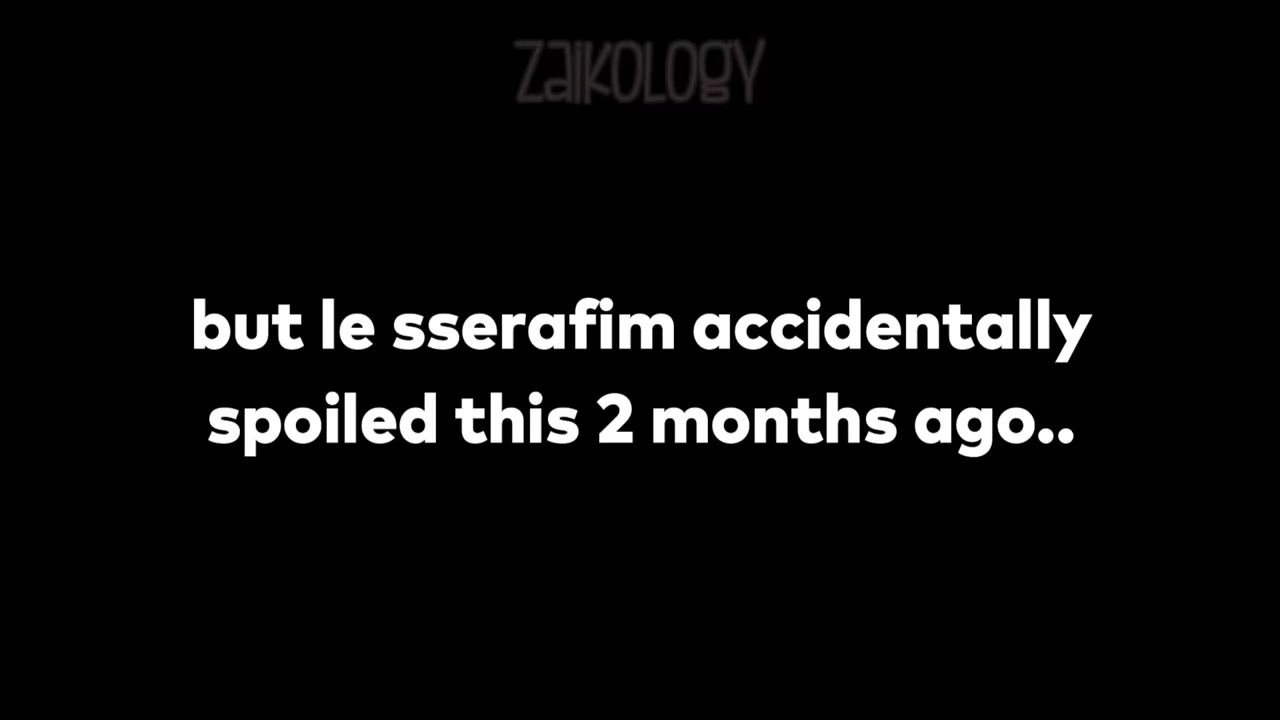 zaikology
but le sserafim accidentally
spoiled this 2 months ago..